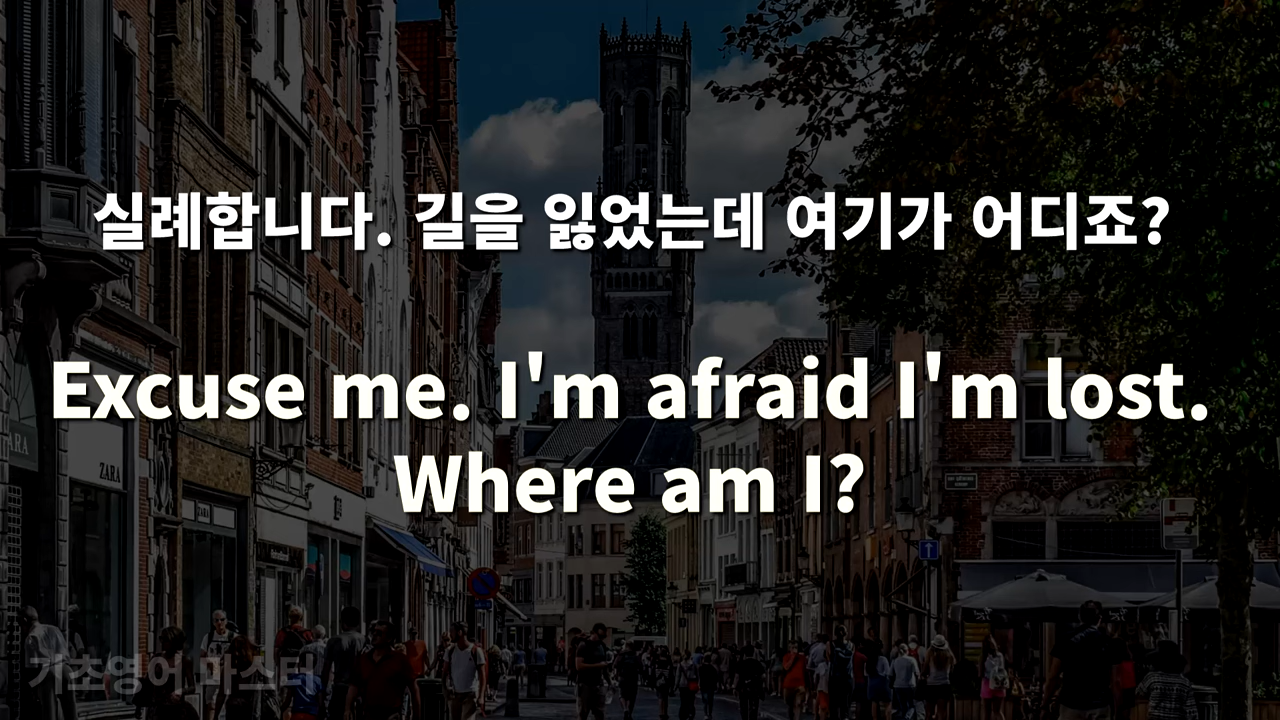 실례합니다. 길을 잃었는데 여기가 어디죠?
Excuse me. I'm afraid I'm lost.
Where am I?
ZARA
기초영어 마스터